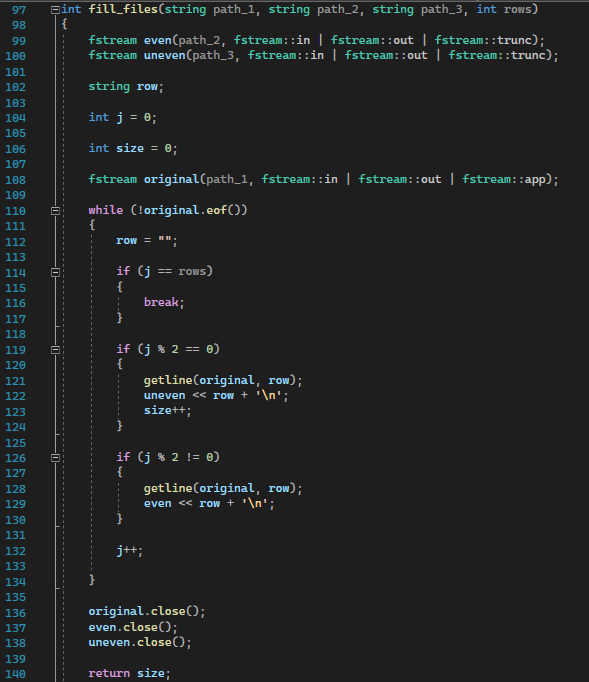 97 int fill_files(string path_1, string path_2, string path_3, int rows)
98 {
99 fstream even(path_2, fstream::in | fstream::out | fstream::trunc);
100 fstream uneven(path_3, fstream::in | fstream::out | fstream::trunc);
101
102 string row;
103
104 int j = 0;
105
106 int size = 0;
107
108 fstream original(path_1, fstream::in | fstream::out | fstream::app);
109
110 while (!original.eof())
111 {
112 row = "";
113
114 if (j == rows)
115 {
116 break;
117 }
118
119 if (j % 2 == 0)
120 {
121 getline(original, row);
122 uneven << row + '\n';
123 size++;
124 }
125
126 if (j % 2 != 0)
127 {
128 getline(original, row);
129 even << row + '\n';
130 }
131
132 j++;
133
134 }
135
136 original.close();
137 even.close();
138 uneven.close();
139
140 return size;